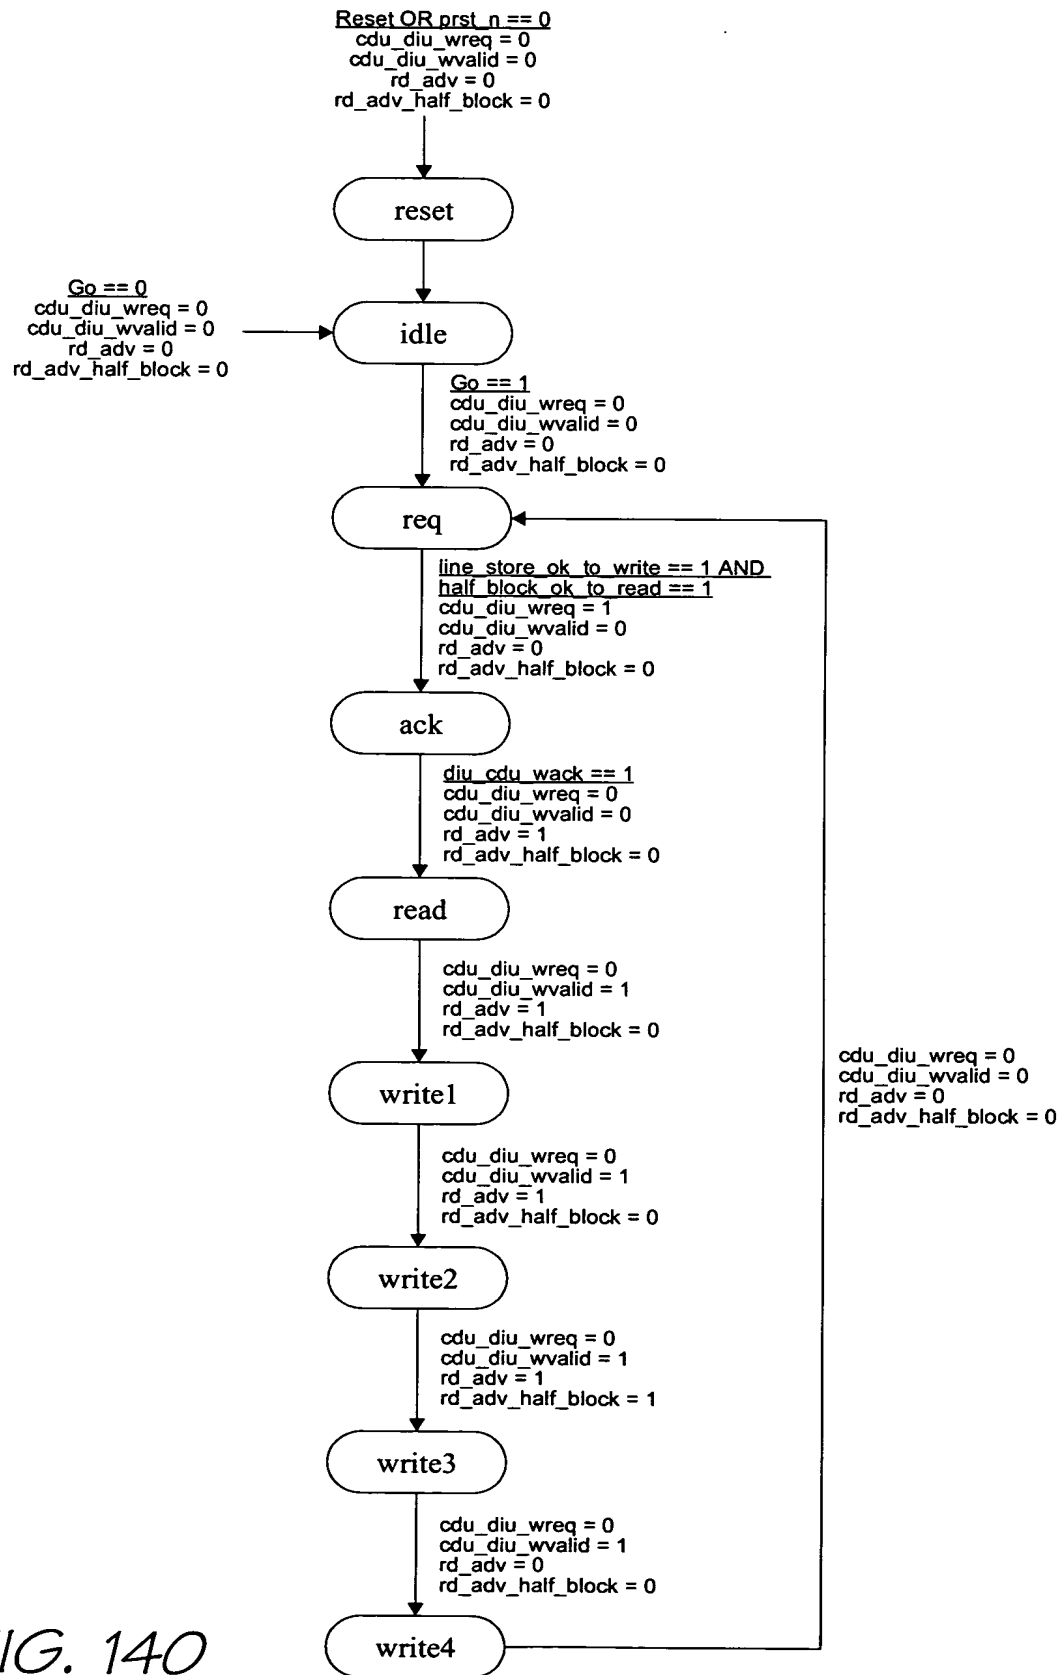 Reset OR prst_n == 0
cdu_diu_wreq = 0
cdu_diu_wvalid = 0
rd_adv = 0
rd_adv_half_block = 0
reset
Go == 0
cdu_diu_wreq = 0
cdu_diu_wvalid = 0
rd_adv = 0
rd_adv_half_block = 0
idle
Go == 1
cdu_diu_wreq = 0
cdu_diu_wvalid = 0
rd_adv = 0
rd_adv_half_block = 0
req
line_store_ok_to_write == 1 AND
half_block_ok_to_read == 1
cdu_diu_wreq = 1
cdu_diu_wvalid = 0
rd_adv = 0
rd_adv_half_block = 0
ack
diu_cdu_wack == 1
cdu_diu_wreq = 0
cdu_diu_wvalid = 0
rd_adv = 1
rd_adv_half_block = 0
read
cdu_diu_wreq = 0
cdu_diu_wvalid = 1
rd_adv = 1
rd_adv_half_block = 0
cdu_diu_wreq = 0
cdu_diu_wvalid = 0
rd_adv = 0
rd_adv_half_block = 0
write1
cdu_diu_wreq = 0
cdu_diu_wvalid = 1
rd_adv = 1
rd_adv_half_block = 0
write2
cdu_diu_wreq = 0
cdu_diu_wvalid = 1
rd_adv = 1
rd_adv_half_block = 1
write3
cdu_diu_wreq = 0
cdu_diu_wvalid = 1
rd_adv = 0
rd_adv_half_block = 0
write4
IG. 140